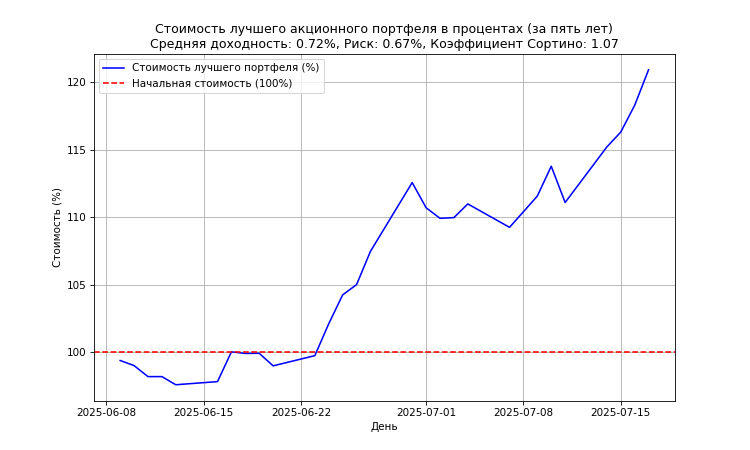 Стоимость лучшего акционного портфеля в процентах (за пять лет)
Средняя доходность: 0.72%, Риск: 0.67%, Коэффициент Сортино: 1.07
Стоимость лучшего портфеля (%)
Начальная стоимость (100%)
Стоимость (%)
120
115
110
105
100
2025-06-08 2025-06-15 2025-06-22 2025-07-01 2025-07-08 2025-07-15
День